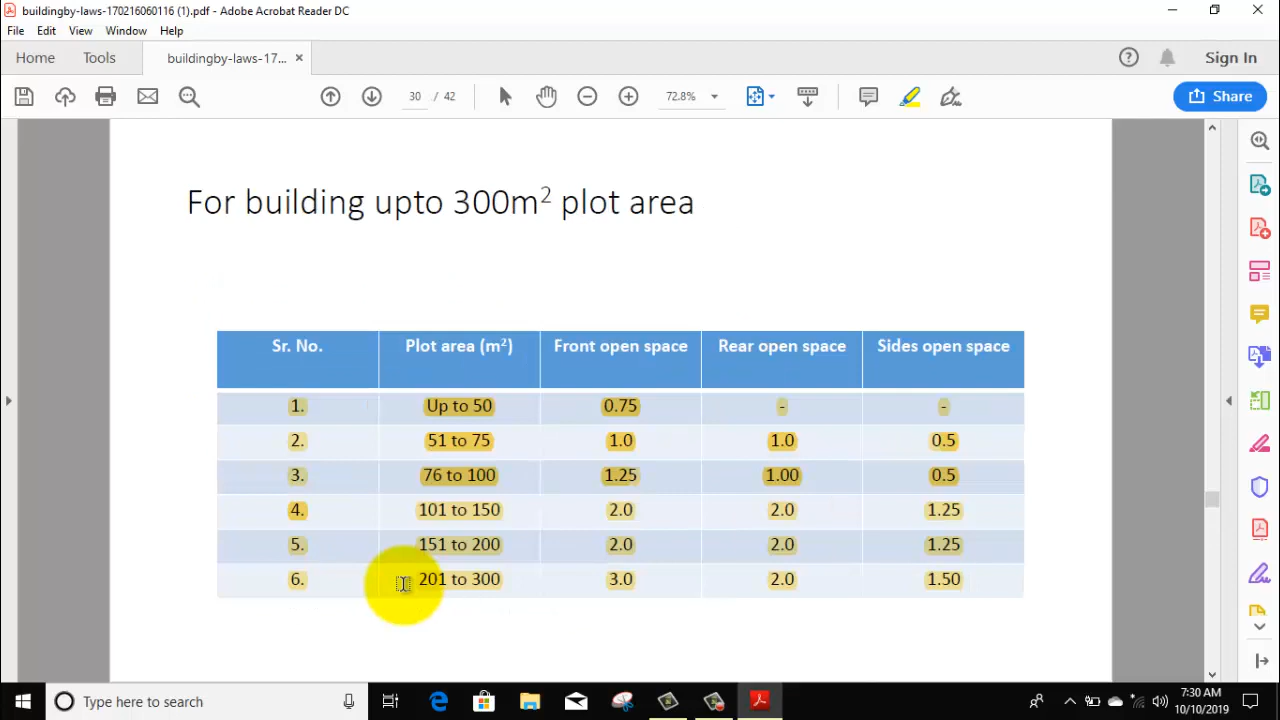 buildingby-laws-170216060116 (1).pdf - Adobe Acrobat Reader DC
File Edit View Window Help
Home Tools buildingby-laws-17... × Sign In
30 / 42 72.8% Share
For building upto 300m² plot area
Sr. No. Plot area (m²) Front open space Rear open space Sides open space
1. Up to 50 0.75 - -
2. 51 to 75 1.0 1.0 0.5
3. 76 to 100 1.25 1.00 0.5
4. 101 to 150 2.0 2.0 1.25
5. 151 to 200 2.0 2.0 1.25
6. 201 to 300 3.0 2.0 1.50
Type here to search
7:30 AM
10/10/2019